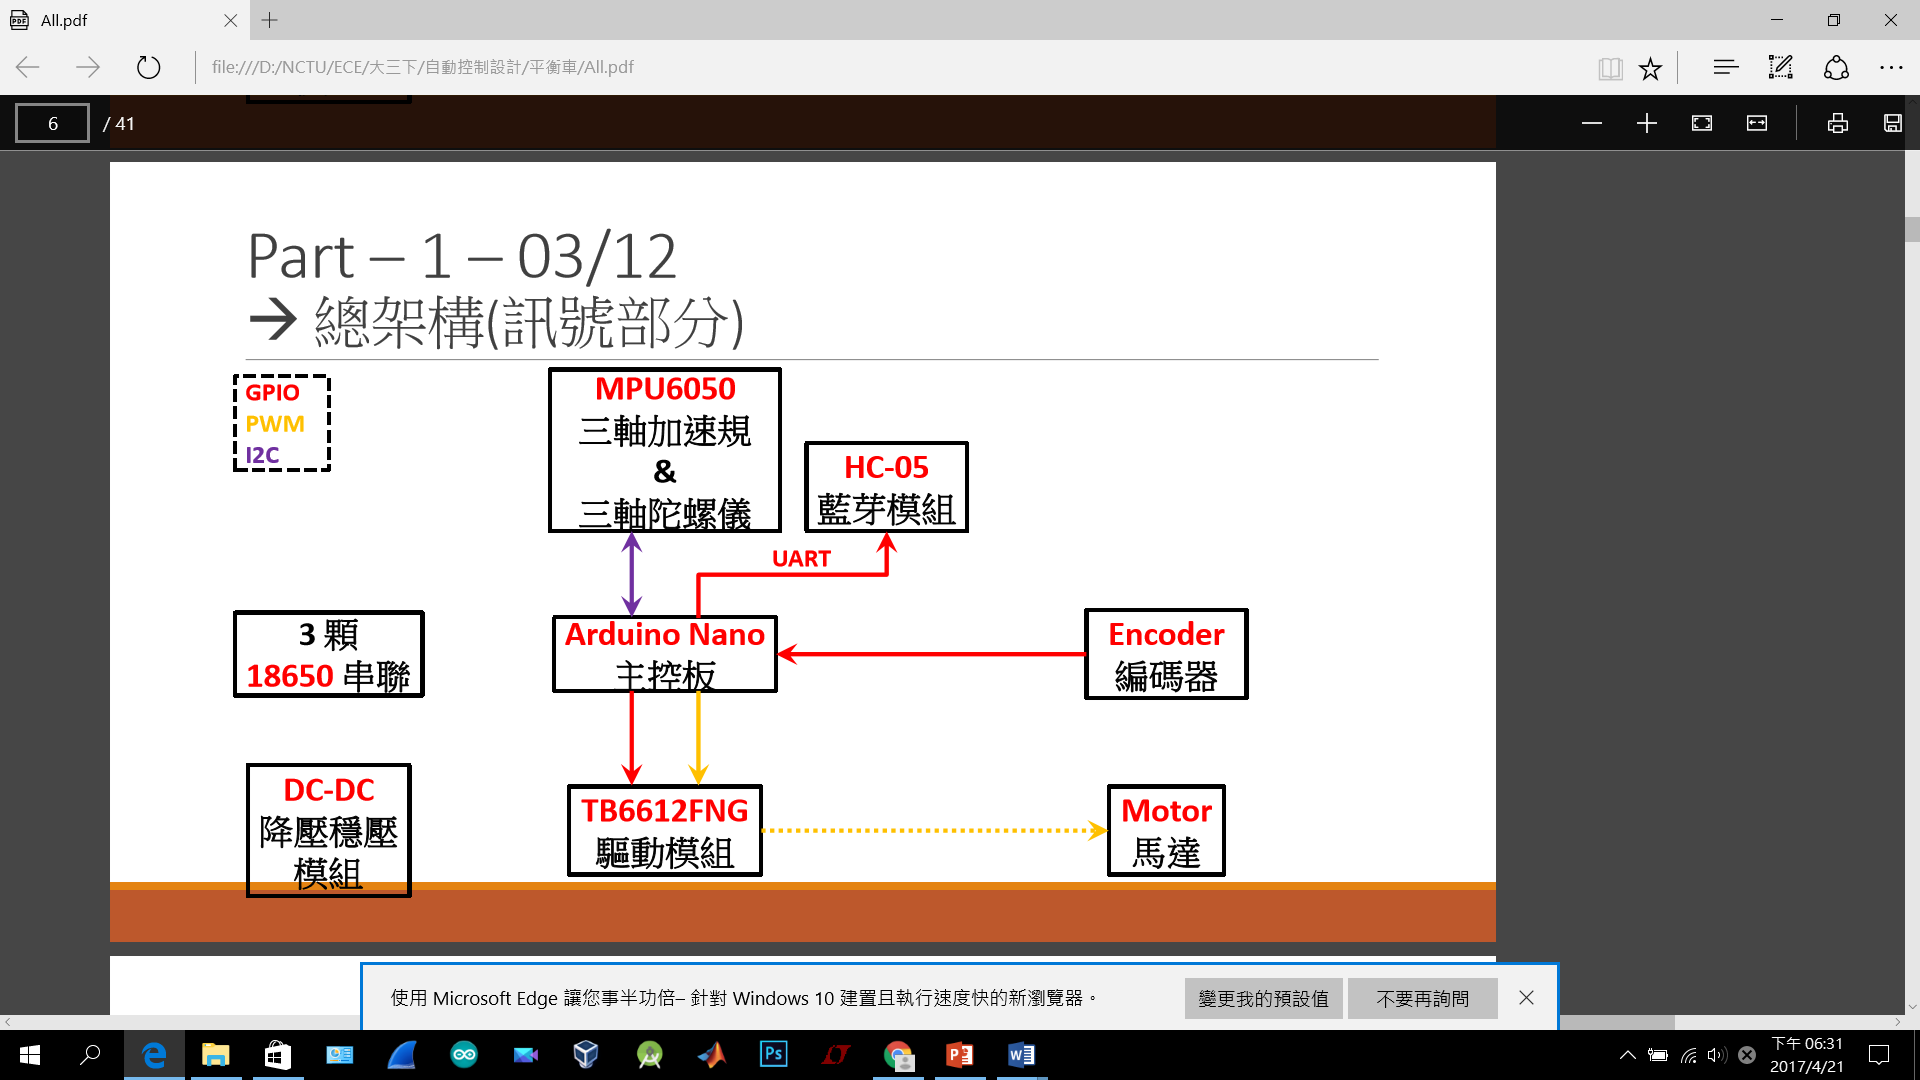 All.pdf
file:///D:/NCTU/ECE/大三下/自動控制設計/平衡車/All.pdf
6 / 41
Part – 1 – 03/12
→ 總架構(訊號部分)
GPIO
PWM
I2C
MPU6050
三軸加速規
&
三軸陀螺儀
HC-05
藍芽模組
UART
3 顆
18650 串聯
Arduino Nano
主控板
Encoder
編碼器
DC-DC
降壓穩壓
模組
TB6612FNG
驅動模組
Motor
馬達
使用 Microsoft Edge 讓您事半功倍– 針對 Windows 10 建置且執行速度快的新瀏覽器。
變更我的預設值
不要再詢問
Ps
下午 06:31
2017/4/21